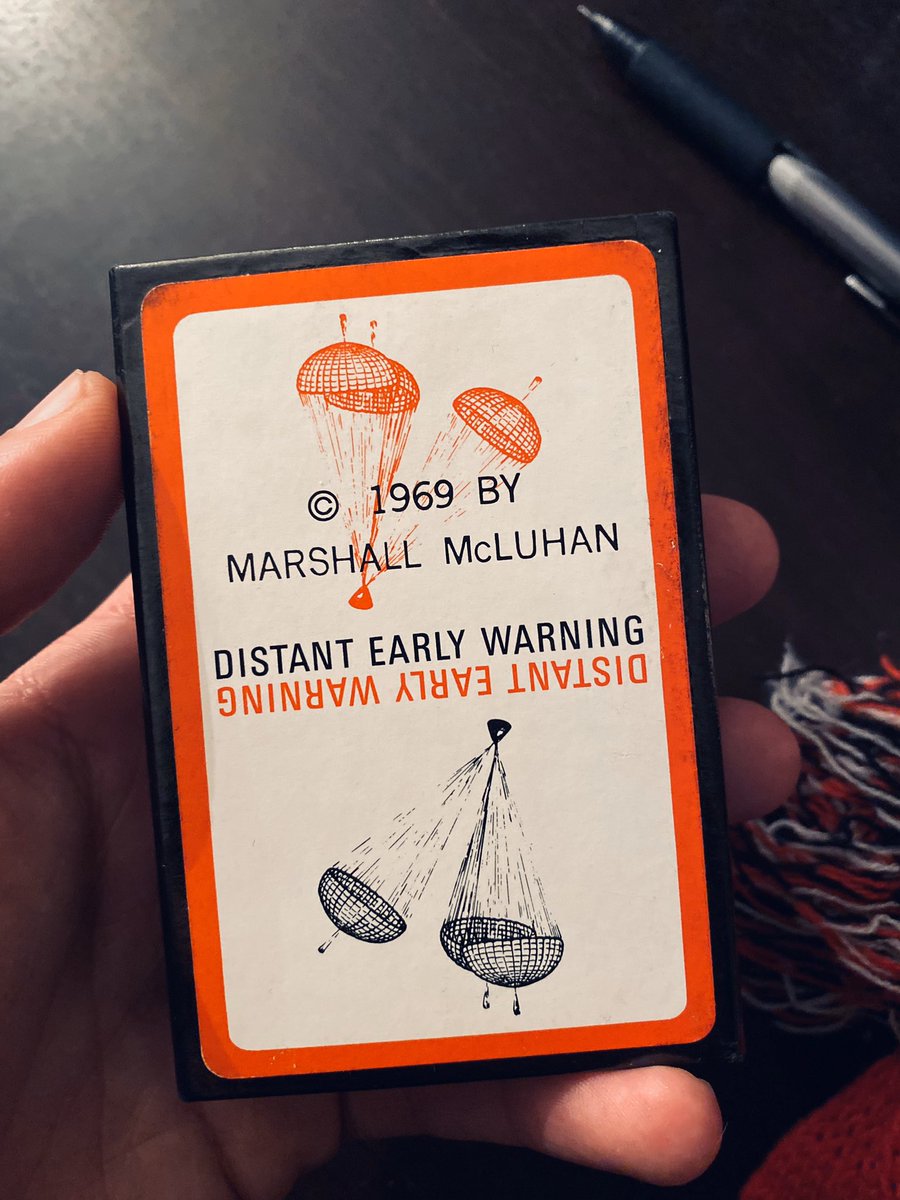 © 1969 BY
MARSHALL McLUHAN
DISTANT EARLY WARNING
DISTANT EARLY WARNING